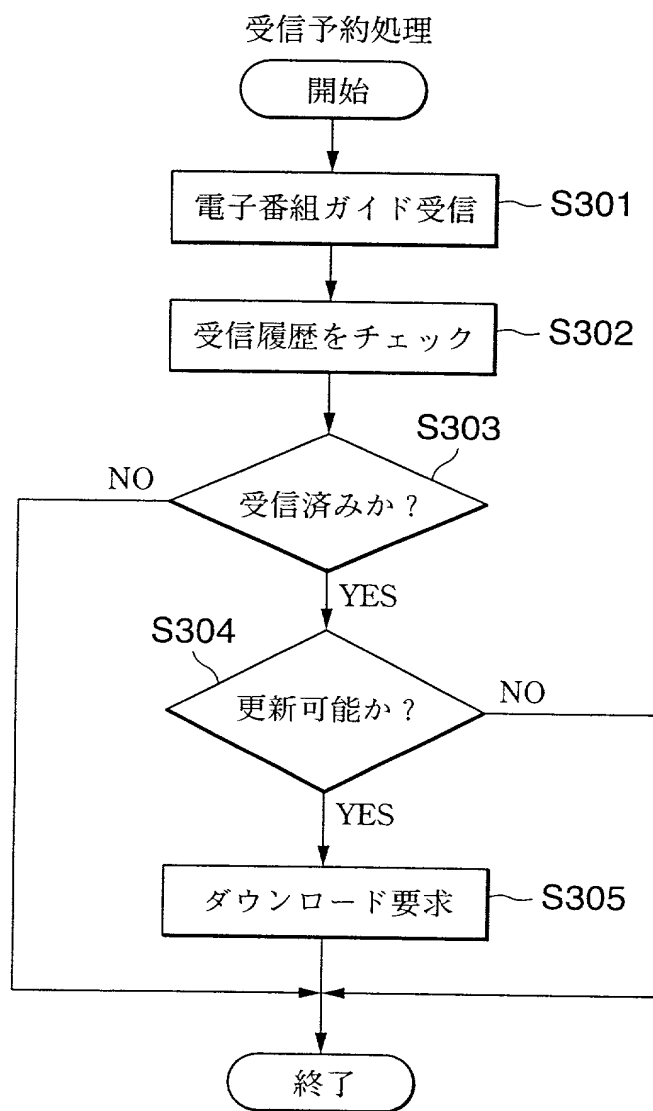 受信予約処理
開始
電子番組ガイド受信
S301
受信履歴をチェック
S302
S303
NO
受信済みか?
YES
S304
更新可能か?
NO
YES
ダウンロード要求
S305
終了